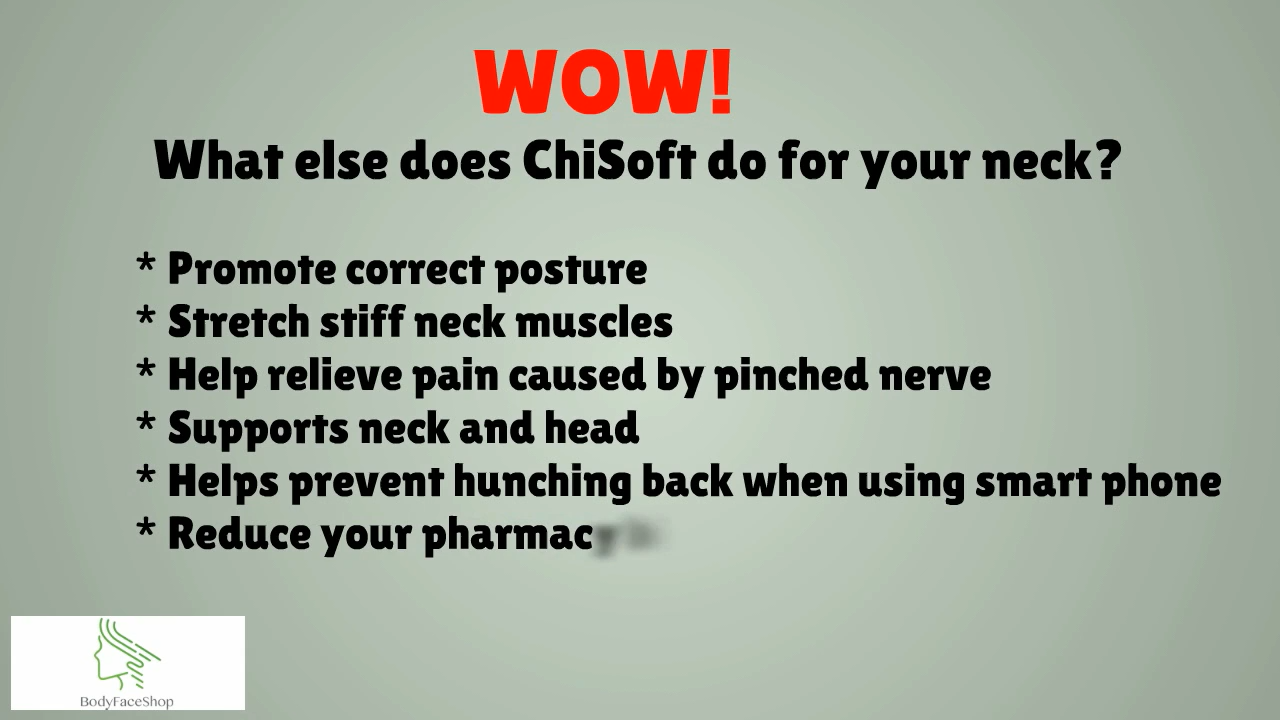 WOW!
What else does ChiSoft do for your neck?
* Promote correct posture
* Stretch stiff neck muscles
* Help relieve pain caused by pinched nerve
* Supports neck and head
* Helps prevent hunching back when using smart phone
* Reduce your pharmacy
BodyFaceShop